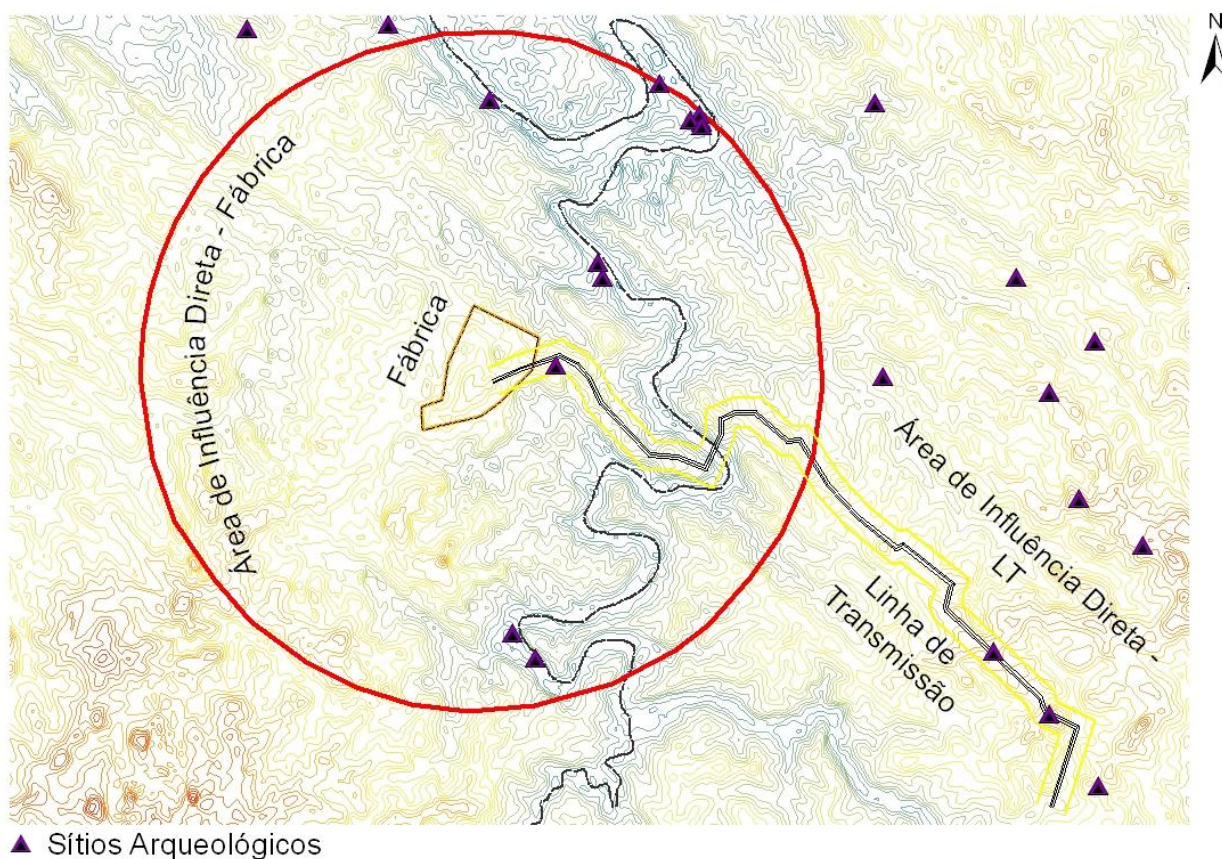 N
Área de Influência Direta - Fábrica
Fábrica
Área de Influência Direta -
LT
Linha de
Transmissão
Sítios Arqueológicos